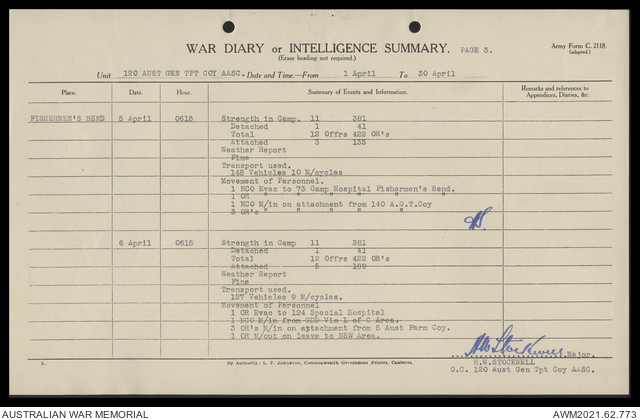 WAR DIARY or INTELLIGENCE SUMMARY. PAGE 3.
Army Form C. 2118.
(Erase heading not required.)
(adapted.)
Unit 120 AUST GEN TPT COY AASC. Date and Time.—From 1 April To 30 April
Place. Date. Hour. Summary of Events and Information. Remarks and references to Appendices, Diaries, &c.
FISHERMEN'S BEND 5 April 0615 Strength in Camp. 11 381
Detached 1 41
Total 12 Offrs 422 OR's
Attached 3 135
Weather Report
Fine
Transport used.
148 Vehicles 10 M/cycles
Movement of Personnel.
1 NCO Evac to 73 Camp Hospital Fishermen's Bend.
1 OR " " " " " "
1 NCO M/in on attachment from 140 A.G.T.Coy
3 OR's " " " " "
6 April 0615 Strength in Camp 11 381
Detached 1 41
Total 12 Offrs 422 OR's
Attached 5 189
Weather Report
Fine
Transport used.
127 Vehicles 9 M/cycles.
Movement of Personnel
1 OR Evac to 124 Special Hospital
1 NCO M/in from GDD Vic L of C Area.
3 OR's M/in on attachment from 5 Aust Farm Coy.
1 OR M/out on leave to NSW Area.
HW Stockwell Major.
H.W.STOCKWELL
O.C. 120 Aust Gen Tpt Coy AASC.
By Authority: L. F. Johnston, Commonwealth Government Printer, Canberra.
AUSTRALIAN WAR MEMORIAL
AWM2021.62.773